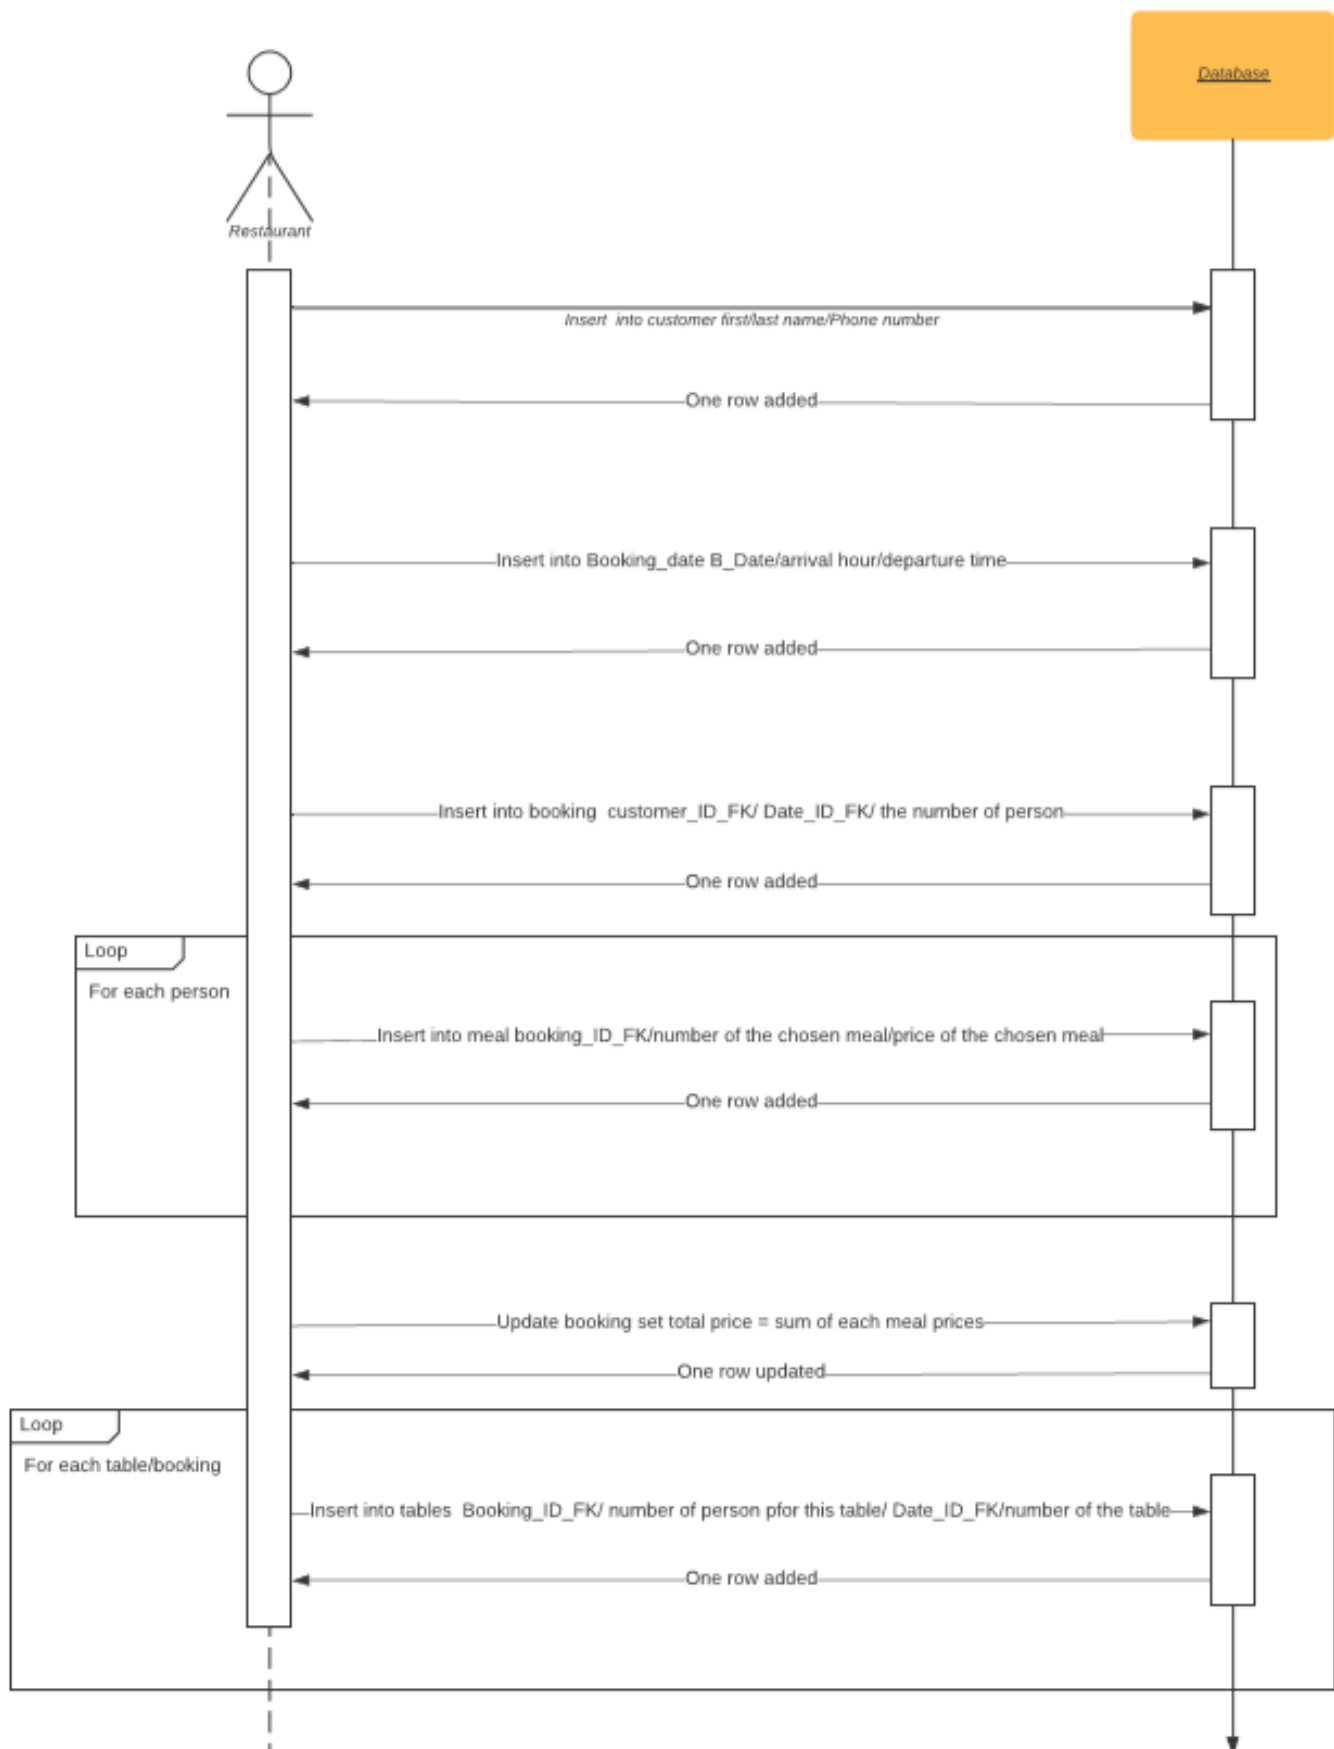 Database
Restaurant
Insert  into customer first/last name/Phone number
One row added
Insert into Booking_date B_Date/arrival hour/departure time
One row added
Insert into booking  customer_ID_FK/ Date_ID_FK/ the number of person
One row added
Loop
For each person
Insert into meal booking_ID_FK/number of the chosen meal/price of the chosen meal
One row added
Update booking set total price = sum of each meal prices
One row updated
Loop
For each table/booking
Insert into tables  Booking_ID_FK/ number of person pfor this table/ Date_ID_FK/number of the table
One row added